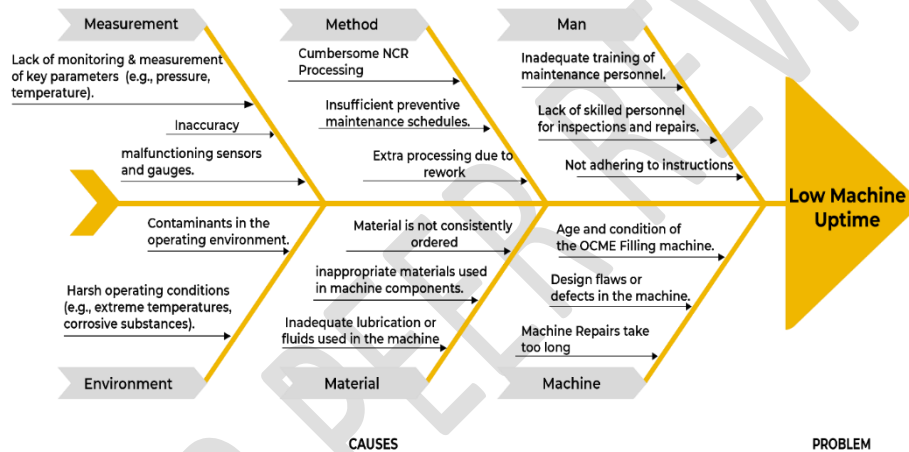 Measurement
Lack of monitoring & measurement
of key parameters (e.g., pressure,
temperature).
Inaccuracy
malfunctioning sensors
and gauges.
Method
Cumbersome NCR
Processing
Insufficient preventive
maintenance schedules.
Extra processing due to
rework
Man
Inadequate training of
maintenance personnel.
Lack of skilled personnel
for inspections and repairs.
Not adhering to instructions
Low Machine
Uptime
Contaminants in the
operating environment.
Harsh operating conditions
(e.g., extreme temperatures,
corrosive substances).
Environment
Material is not consistently
ordered
inappropriate materials used
in machine components.
Inadequate lubrication or
fluids used in the machine
Material
Age and condition of
the OCME Filling machine.
Design flaws or
defects in the machine.
Machine Repairs take
too long
Machine
CAUSES
PROBLEM
PEER REV